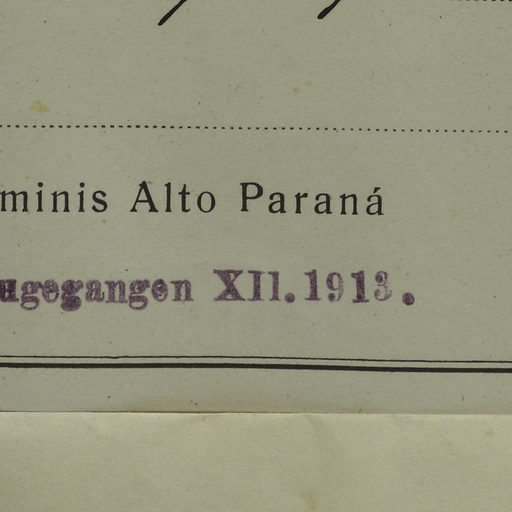 minis Alto Paraná
ugegangen XII. 1913.